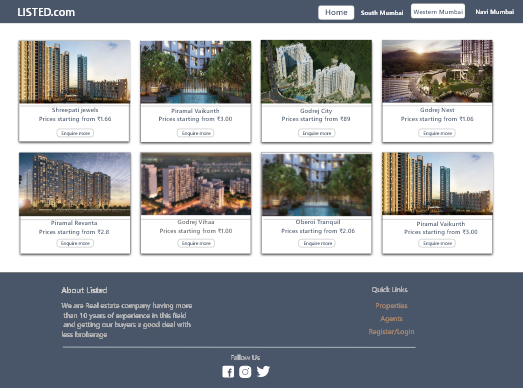 LISTED.com
Home
South Mumbai
Western Mumbai
Navi Mumbai
Shreepati jewels
Prices starting from ₹1.66
Enquire more
Piramal Vaikunth
Prices starting from ₹3.00
Enquire more
Godrej City
Prices starting from ₹89
Enquire more
Godrej Nest
Prices starting from ₹1.06
Enquire more
Piramal Revanta
Prices starting from ₹2.8
Enquire more
Godrej Vihaa
Prices starting from ₹1.00
Enquire more
Oberoi Tranquil
Prices starting from ₹2.06
Enquire more
Piramal Vaikunth
Prices starting from ₹3.00
Enquire more
About Listed
We are Real estate company having more
than 10 years of experience in this field
and getting our buyers a good deal with
less brokerage
Quick Links
Properties
Agents
Register/Login
Follow Us